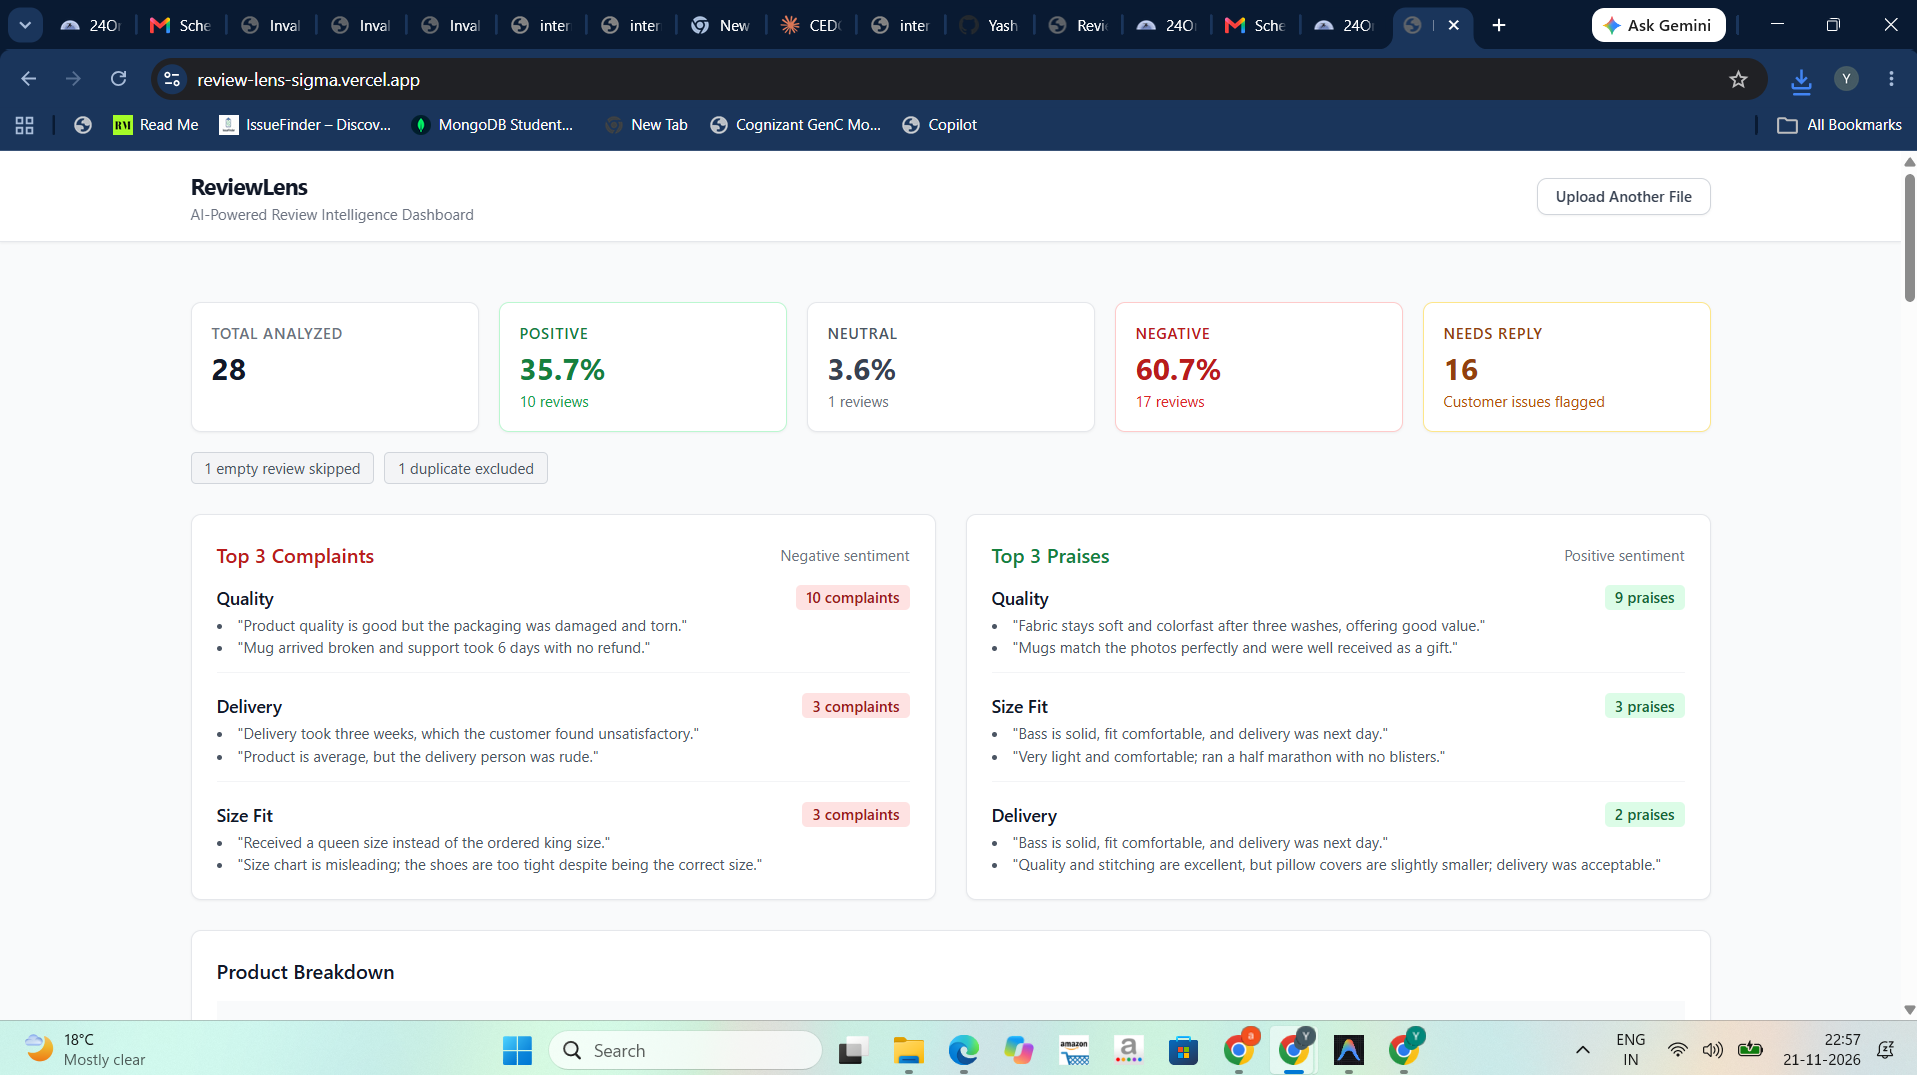 24O
Sche
Inval
Inval
Inval
inter
inter
New
CEDC
inter
Yash
Revi
24O
Sche
24O
Ask Gemini
review-lens-sigma.vercel.app
Y
Read Me
IssueFinder – Discov...
MongoDB Student...
New Tab
Cognizant GenC Mo...
Copilot
All Bookmarks
ReviewLens
AI-Powered Review Intelligence Dashboard
Upload Another File
TOTAL ANALYZED
28
POSITIVE
35.7%
10 reviews
NEUTRAL
3.6%
1 reviews
NEGATIVE
60.7%
17 reviews
NEEDS REPLY
16
Customer issues flagged
1 empty review skipped
1 duplicate excluded
Top 3 Complaints
Negative sentiment
Quality
10 complaints
• "Product quality is good but the packaging was damaged and torn."
• "Mug arrived broken and support took 6 days with no refund."
Delivery
3 complaints
• "Delivery took three weeks, which the customer found unsatisfactory."
• "Product is average, but the delivery person was rude."
Size Fit
3 complaints
• "Received a queen size instead of the ordered king size."
• "Size chart is misleading; the shoes are too tight despite being the correct size."
Top 3 Praises
Positive sentiment
Quality
9 praises
• "Fabric stays soft and colorfast after three washes, offering good value."
• "Mugs match the photos perfectly and were well received as a gift."
Size Fit
3 praises
• "Bass is solid, fit comfortable, and delivery was next day."
• "Very light and comfortable; ran a half marathon with no blisters."
Delivery
2 praises
• "Bass is solid, fit comfortable, and delivery was next day."
• "Quality and stitching are excellent, but pillow covers are slightly smaller; delivery was acceptable."
Product Breakdown
18°C
Mostly clear
Search
amazon
a
a
Y
Y
ENG
IN
22:57
21-11-2026